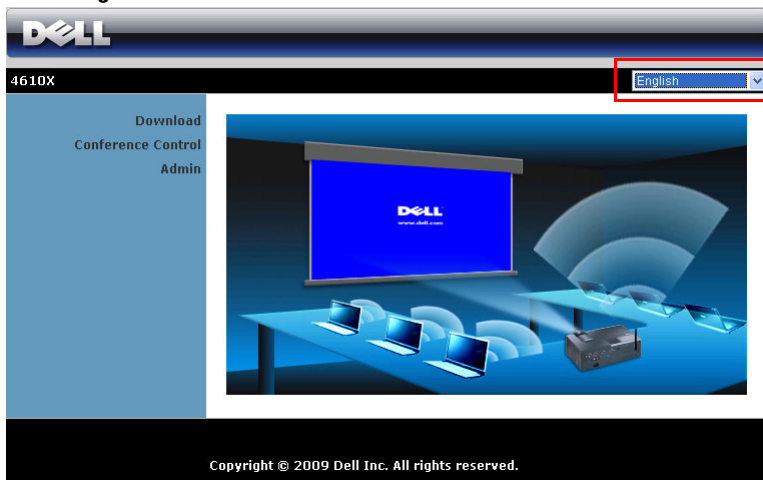 DELL
4610X
English
Download
Conference Control
Admin
DELL
www.dell.com
Copyright © 2009 Dell Inc. All rights reserved.